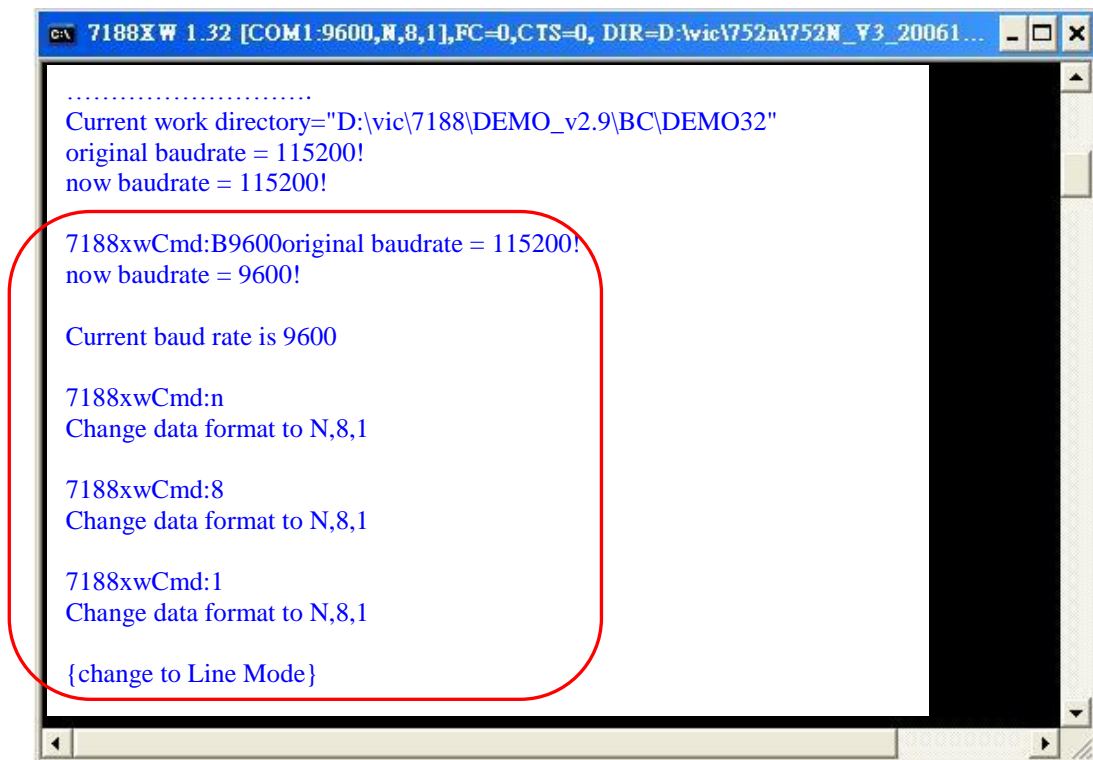 7188XW 1.32 [COM1:9600,N,8,1],FC=0,CTS=0, DIR=D:\vic\752n\752N_V3_20061...
……………………….
Current work directory="D:\vic\7188\DEMO_v2.9\BC\DEMO32"
original baudrate = 115200!
now baudrate = 115200!
7188xwCmd:B9600original baudrate = 115200!
now baudrate = 9600!
Current baud rate is 9600
7188xwCmd:n
Change data format to N,8,1
7188xwCmd:8
Change data format to N,8,1
7188xwCmd:1
Change data format to N,8,1
{change to Line Mode}